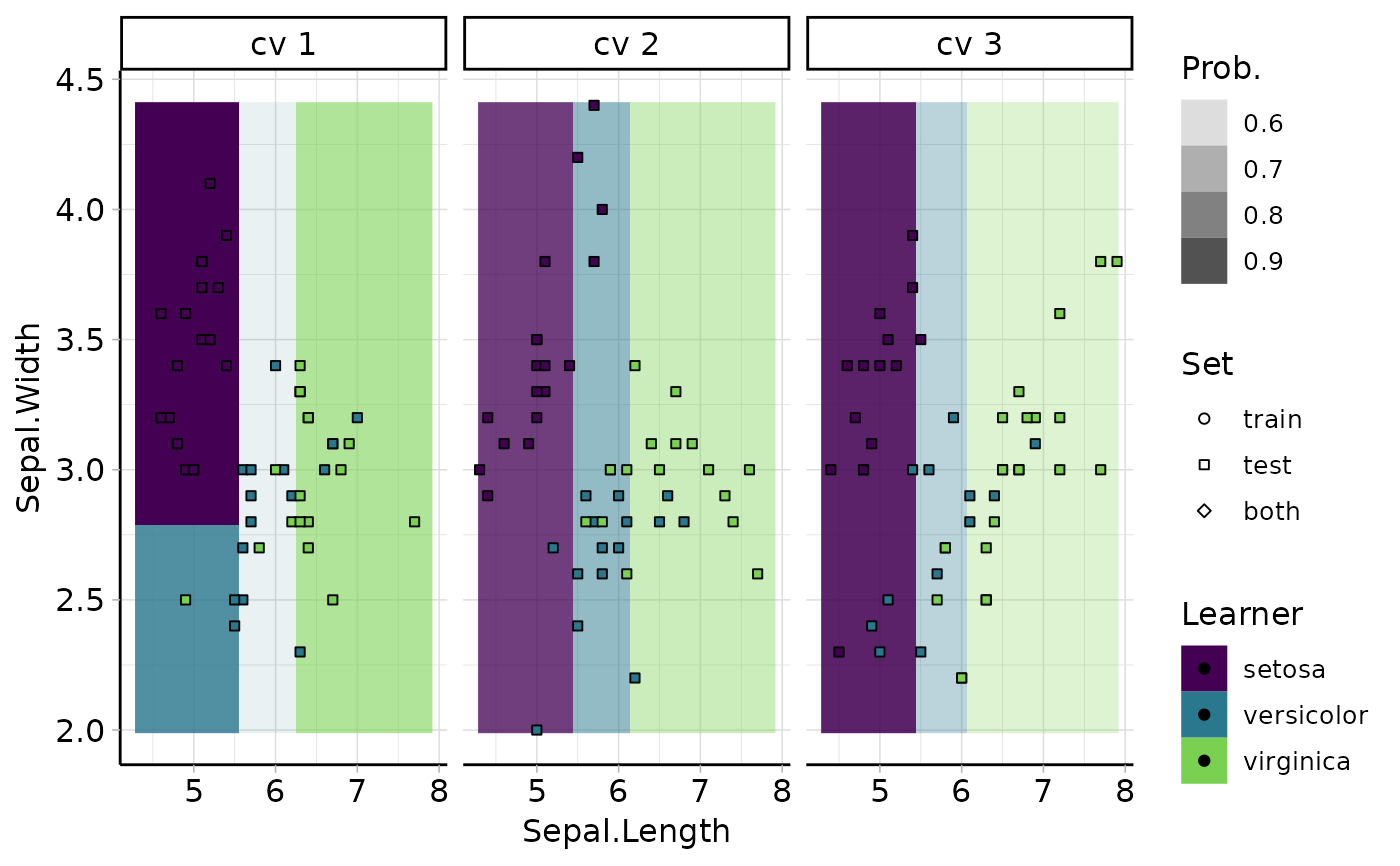 cv 1
cv 2
cv 3
4.5
4.0
3.5
3.0
2.5
2.0
Sepal.Width
5 6 7 8
5 6 7 8
5 6 7 8
Sepal.Length
Prob.
0.6
0.7
0.8
0.9
Set
train
test
both
Learner
setosa
versicolor
virginica